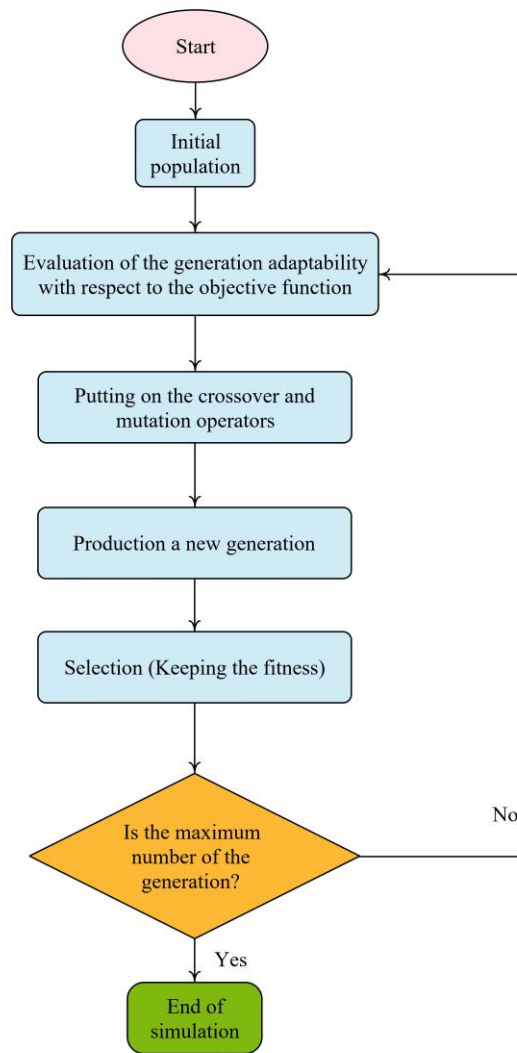 Start
Initial
population
Evaluation of the generation adaptability
with respect to the objective function
Putting on the crossover and
mutation operators
Production a new generation
Selection (Keeping the fitness)
Is the maximum
number of the
generation?
No
Yes
End of
simulation